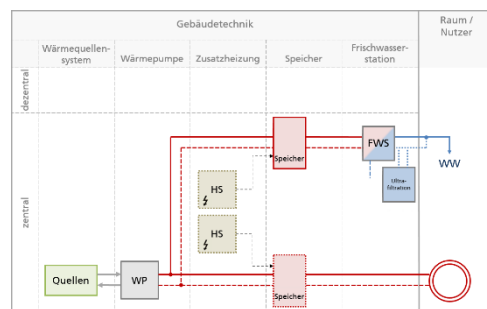 Gebäudetechnik
Raum /
Nutzer
Wärmequellen-
system
Wärmepumpe
Zusatzheizung
Speicher
Frischwasser-
station
dezentral
zentral
Speicher
FWS
WW
Ultra-
filtration
HS
HS
Quellen
WP
Speicher